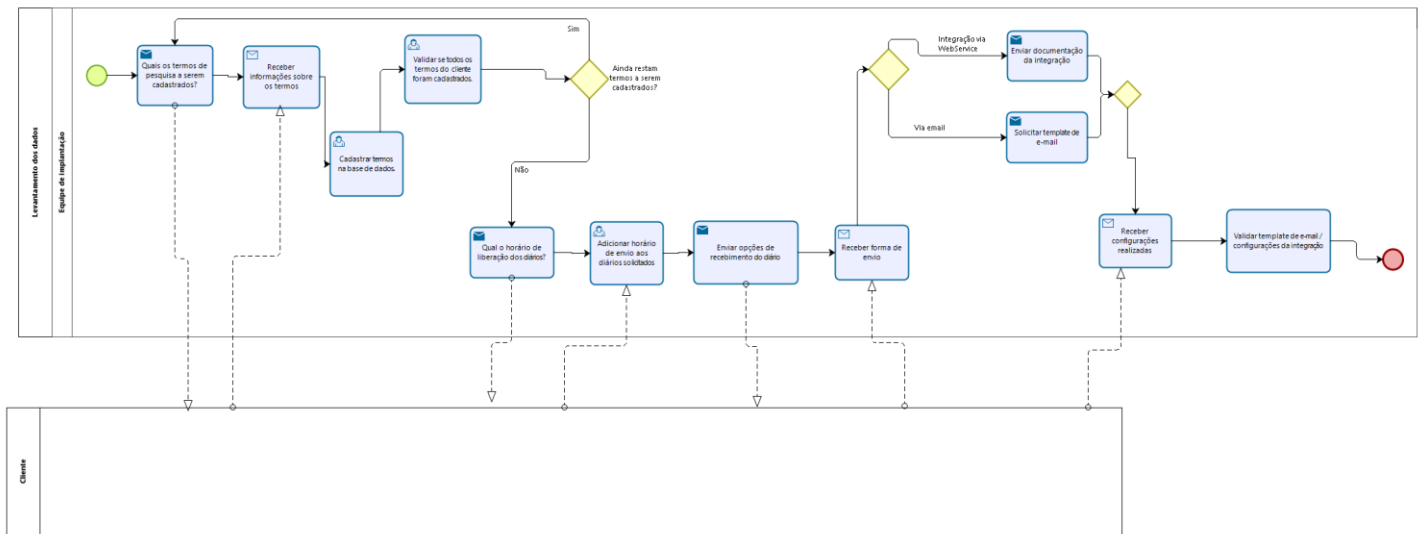 Levantamento dos dados
Equipe de Implantação
Sim
Quais os termos de
pesquisa a serem
cadastrados?
Receber
informações sobre
os termos
Cadastrar termos
na base de dados.
Validar se todos os
termos do cliente
foram cadastrados.
Ainda restam
termos a serem
cadastrados?
Não
Qual o horário de
liberação dos diários?
Adicionar horário
de envio aos
diários solicitados
Enviar opções de
recebimento do diário
Receber forma de
envio
Integração via
WebService
Enviar documentação
da integração
Via email
Solicitar template de
e-mail
Receber
configurações
realizadas
Validar template de e-mail /
configurações da integração
Cliente